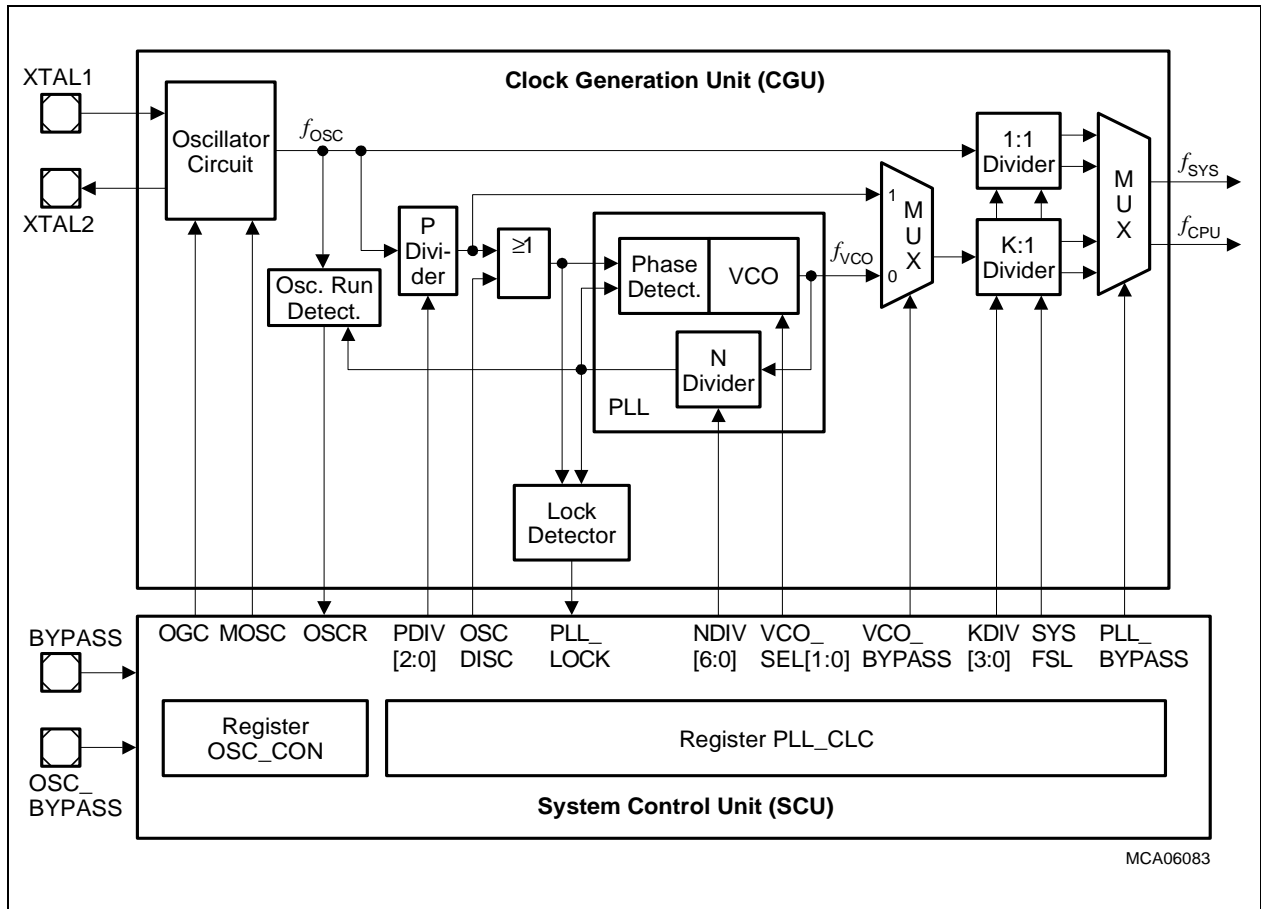 Clock Generation Unit (CGU)
XTAL1
XTAL2
Oscillator
Circuit
fOSC
Osc. Run
Detect.
P
Divi-
der
≥1
Phase
Detect.
VCO
fVCO
N
Divider
PLL
Lock
Detector
1
0
M
U
X
1:1
Divider
K:1
Divider
M
U
X
fSYS
fCPU
BYPASS
OSC_
BYPASS
OGC
MOSC
OSCR
PDIV
[2:0]
OSC
DISC
PLL_
LOCK
NDIV
[6:0]
VCO_
SEL[1:0]
VCO_
BYPASS
KDIV
[3:0]
SYS
FSL
PLL_
BYPASS
Register
OSC_CON
Register PLL_CLC
System Control Unit (SCU)
MCA06083